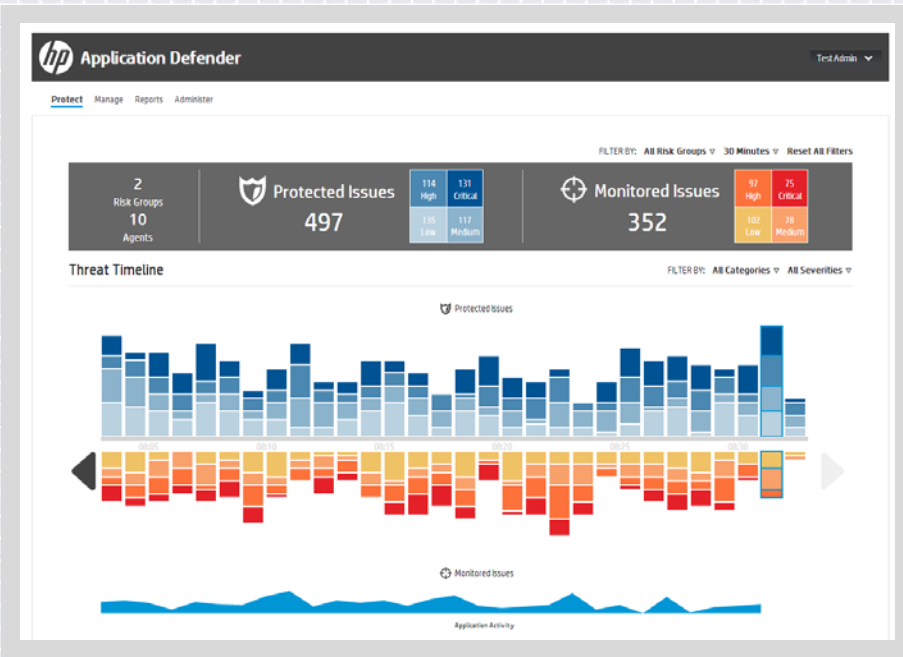 hp Application Defender
Test Admin
Protect Manage Reports Administer
FILTER BY: All Risk Groups 30 Minutes Reset All Filters
2
Risk Groups
10
Agents
Protected Issues
497
114 High 131 Critical
135 Low 117 Medium
Monitored Issues
352
97 High 75 Critical
102 Low 78 Medium
Threat Timeline
FILTER BY: All Categories All Severities
Protected Issues
08:05 08:10 08:15 08:20 08:25 08:30
Monitored Issues
Application Activity